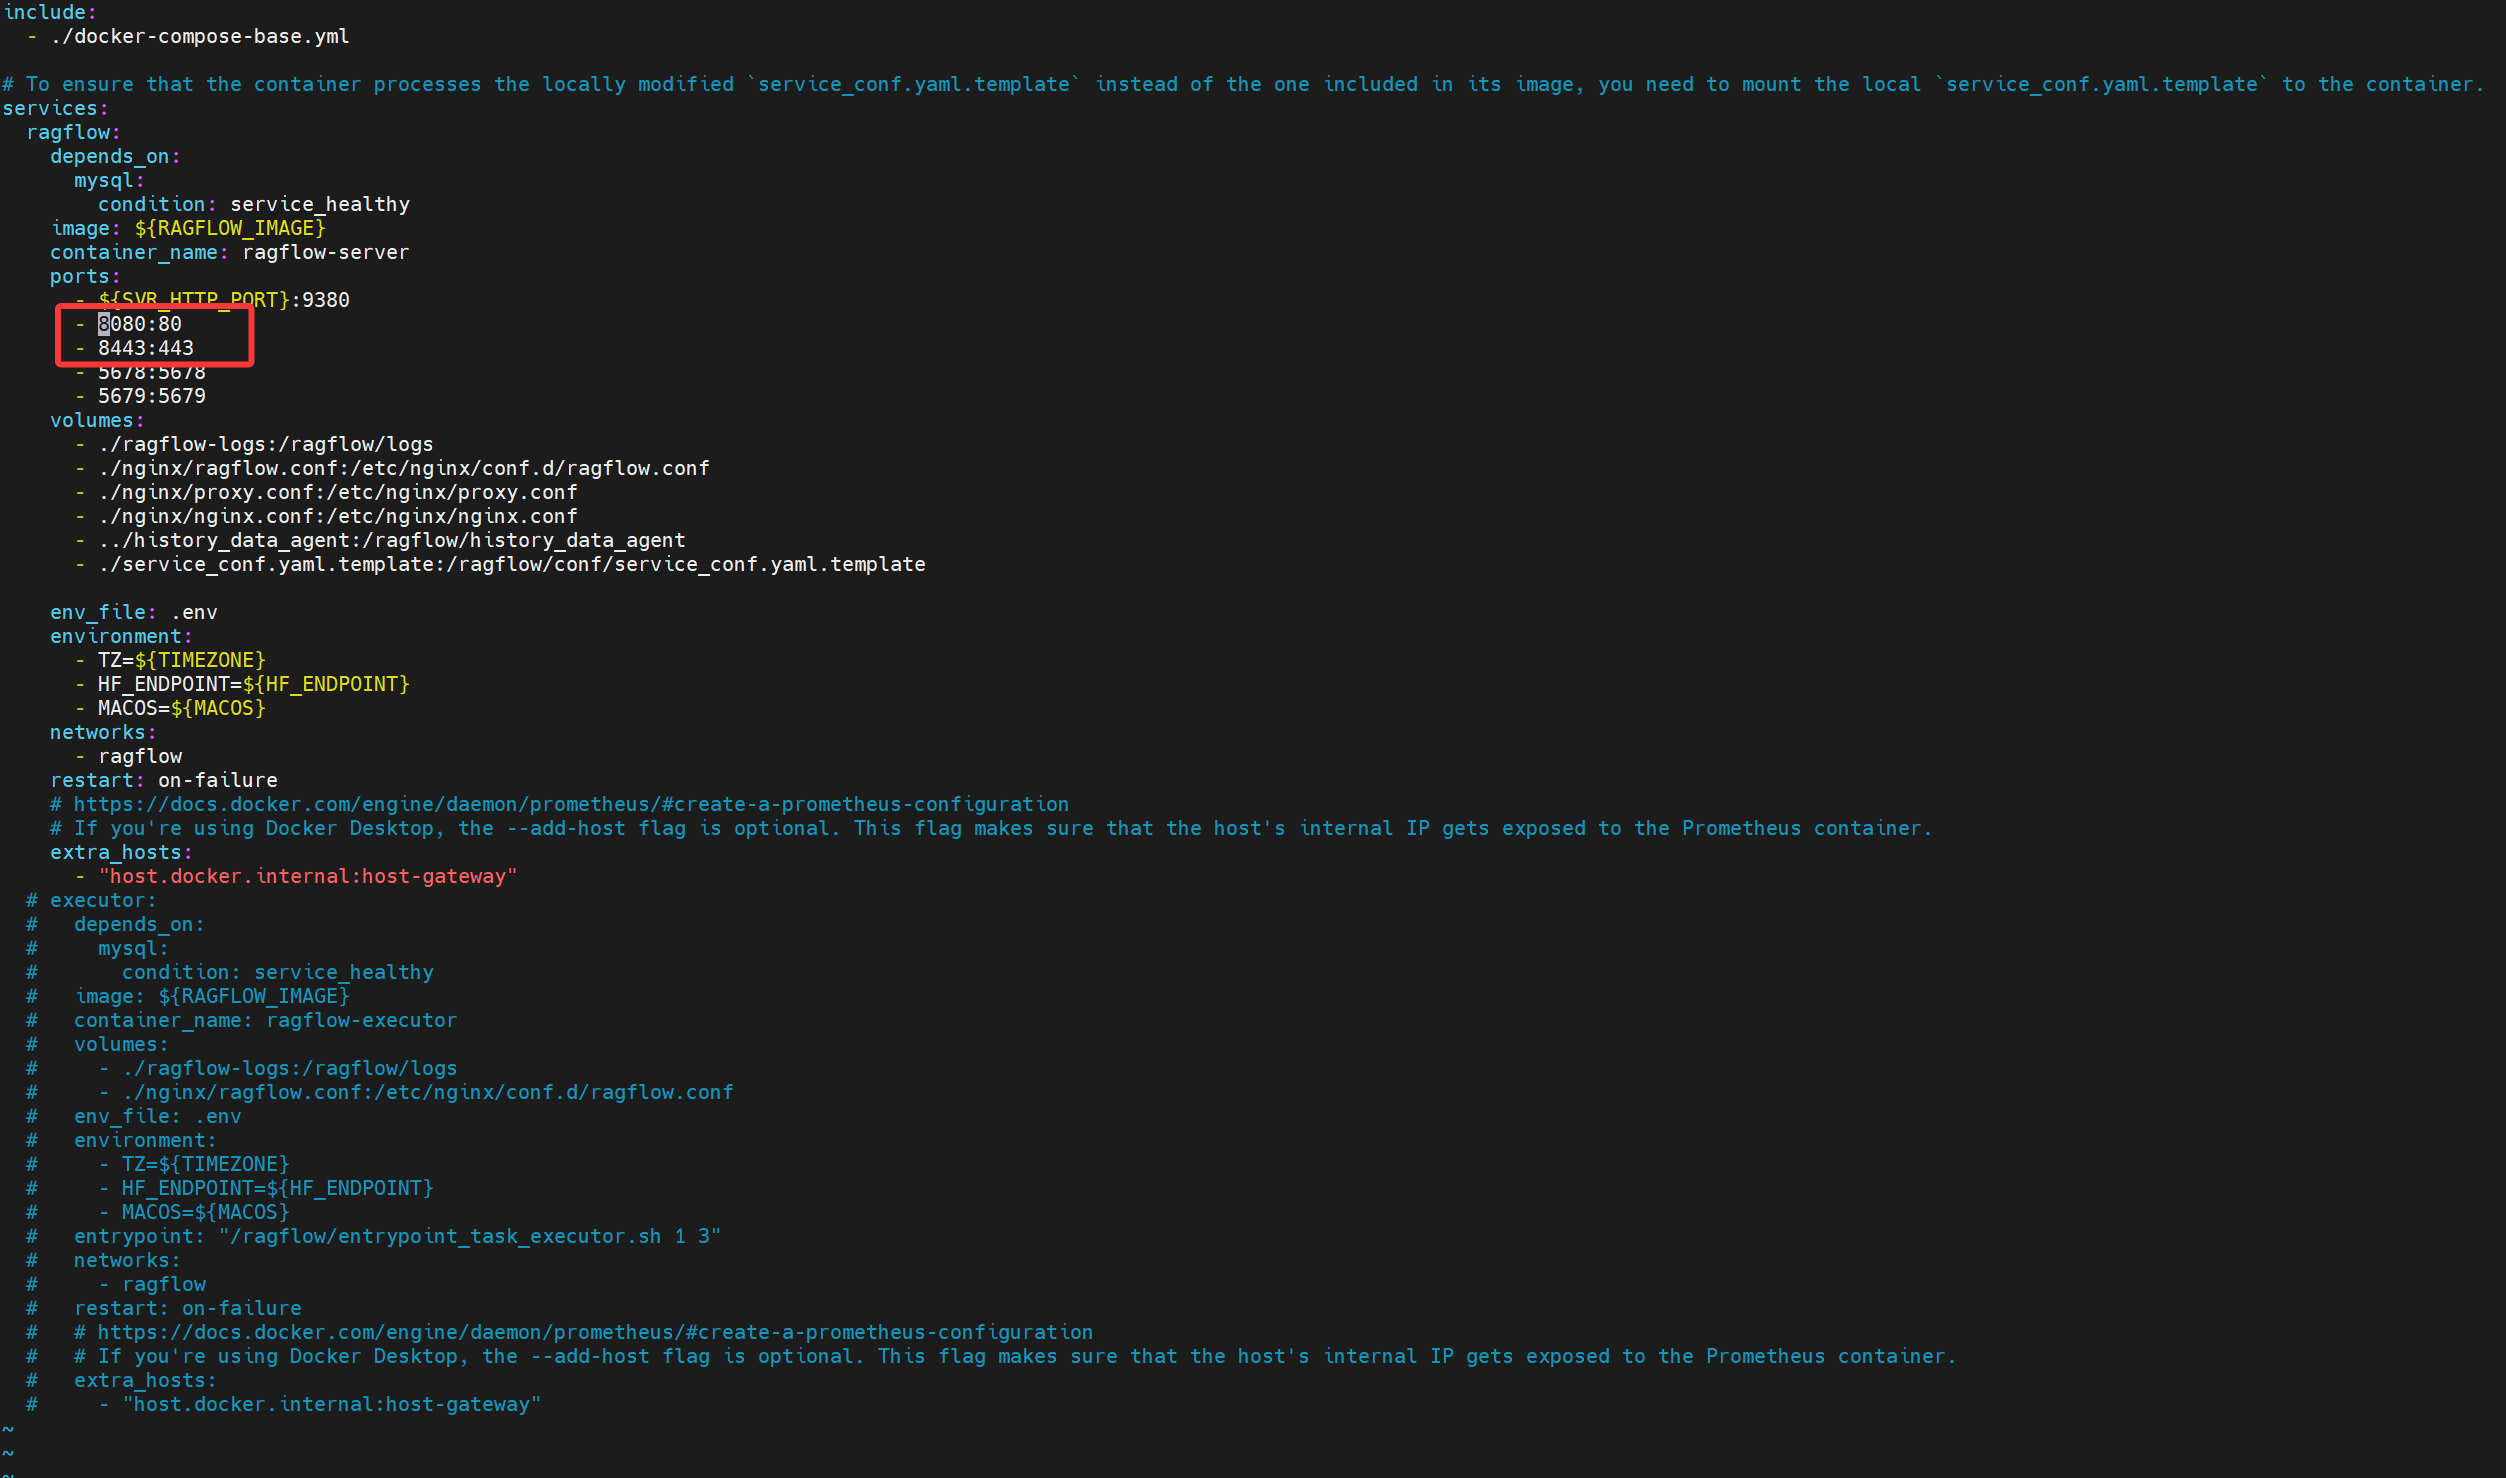 include:
  - ./docker-compose-base.yml

# To ensure that the container processes the locally modified `service_conf.yaml.template` instead of the one included in its image, you need to mount the local `service_conf.yaml.template` to the container.
services:
  ragflow:
    depends_on:
      mysql:
        condition: service_healthy
    image: ${RAGFLOW_IMAGE}
    container_name: ragflow-server
    ports:
      - ${SVR_HTTP_PORT}:9380
      - 8080:80
      - 8443:443
      - 5678:5678
      - 5679:5679
    volumes:
      - ./ragflow-logs:/ragflow/logs
      - ./nginx/ragflow.conf:/etc/nginx/conf.d/ragflow.conf
      - ./nginx/proxy.conf:/etc/nginx/proxy.conf
      - ./nginx/nginx.conf:/etc/nginx/nginx.conf
      - ../history_data_agent:/ragflow/history_data_agent
      - ./service_conf.yaml.template:/ragflow/conf/service_conf.yaml.template

    env_file: .env
    environment:
      - TZ=${TIMEZONE}
      - HF_ENDPOINT=${HF_ENDPOINT}
      - MACOS=${MACOS}
    networks:
      - ragflow
    restart: on-failure
    # https://docs.docker.com/engine/daemon/prometheus/#create-a-prometheus-configuration
    # If you're using Docker Desktop, the --add-host flag is optional. This flag makes sure that the host's internal IP gets exposed to the Prometheus container.
    extra_hosts:
      - "host.docker.internal:host-gateway"
  # executor:
  #   depends_on:
  #     mysql:
  #       condition: service_healthy
  #   image: ${RAGFLOW_IMAGE}
  #   container_name: ragflow-executor
  #   volumes:
  #     - ./ragflow-logs:/ragflow/logs
  #     - ./nginx/ragflow.conf:/etc/nginx/conf.d/ragflow.conf
  #   env_file: .env
  #   environment:
  #     - TZ=${TIMEZONE}
  #     - HF_ENDPOINT=${HF_ENDPOINT}
  #     - MACOS=${MACOS}
  #   entrypoint: "/ragflow/entrypoint_task_executor.sh 1 3"
  #   networks:
  #     - ragflow
  #   restart: on-failure
  #   # https://docs.docker.com/engine/daemon/prometheus/#create-a-prometheus-configuration
  #   # If you're using Docker Desktop, the --add-host flag is optional. This flag makes sure that the host's internal IP gets exposed to the Prometheus container.
  #   extra_hosts:
  #     - "host.docker.internal:host-gateway"
~
~
~